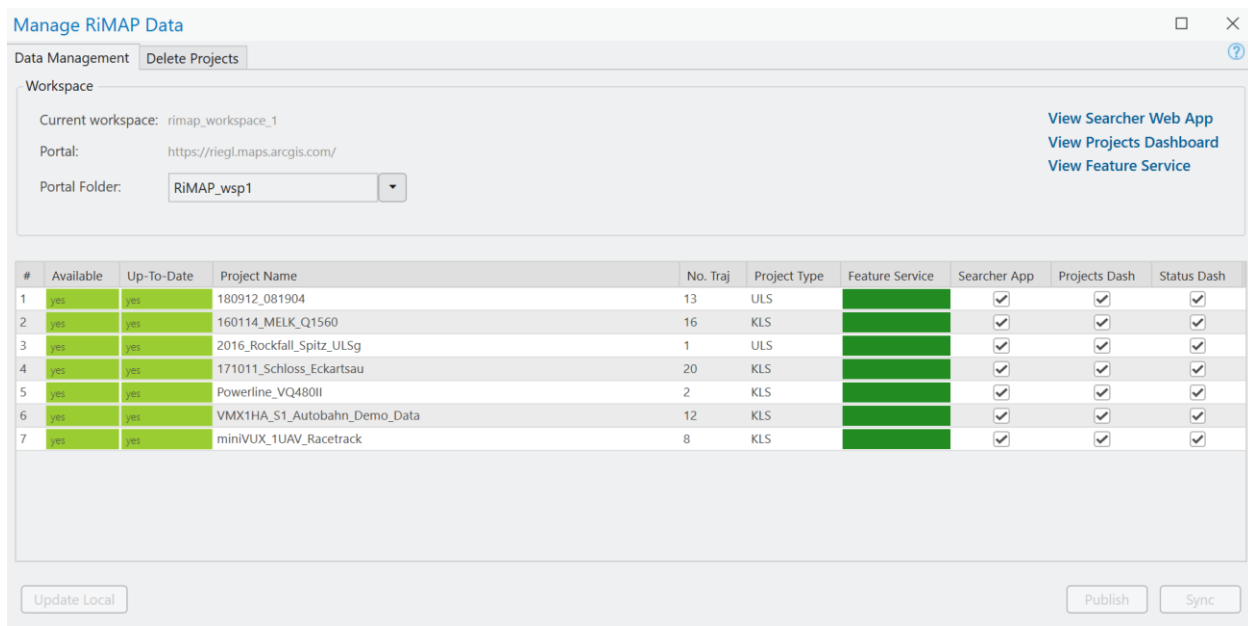 Manage RiMAP Data
Data Management Delete Projects
Workspace
Current workspace: rimap_workspace_1
Portal: https://riegl.maps.arcgis.com/
Portal Folder: RiMAP_wsp1
View Searcher Web App
View Projects Dashboard
View Feature Service
# Available Up-To-Date Project Name No. Traj Project Type Feature Service Searcher App Projects Dash Status Dash
1 yes yes 180912_081904 13 ULS
2 yes yes 160114_MELK_Q1560 16 KLS
3 yes yes 2016_Rockfall_Spitz_ULSg 1 ULS
4 yes yes 171011_Schloss_Eckartsau 20 KLS
5 yes yes Powerline_VQ480II 2 KLS
6 yes yes VMX1HA_S1_Autobahn_Demo_Data 12 KLS
7 yes yes miniVUX_1UAV_Racetrack 8 KLS
Update Local Publish Sync